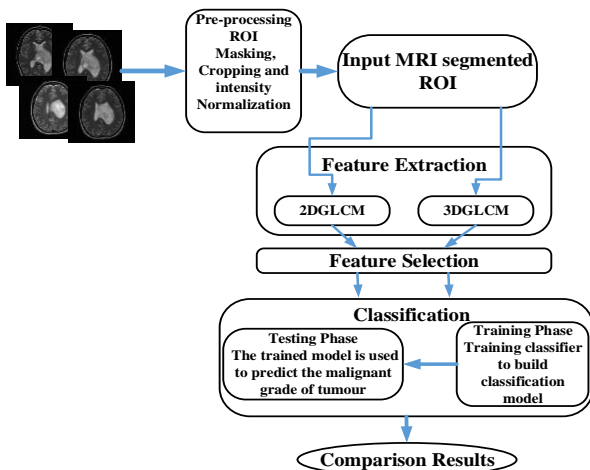 Pre-processing
ROI
Masking,
Cropping and
intensity
Normalization
Input MRI segmented
ROI
Feature Extraction
2DGLCM
3DGLCM
Feature Selection
Classification
Testing Phase
The trained model is used
to predict the malignant
grade of tumour
Training Phase
Training classifier
to build
classification
model
Comparison Results